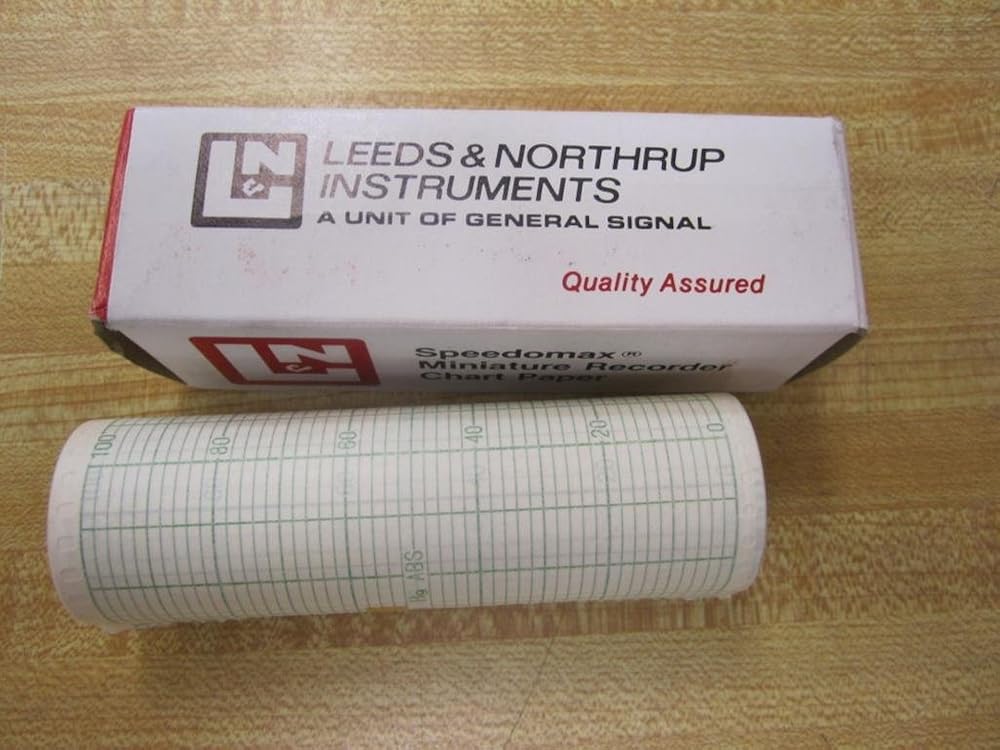 L&N
LEEDS & NORTHRUP
INSTRUMENTS
A UNIT OF GENERAL SIGNAL
Quality Assured
L&N
Speedomax®
Miniature Recorder
Chart Paper
100 80 60 40 20 0
ABS